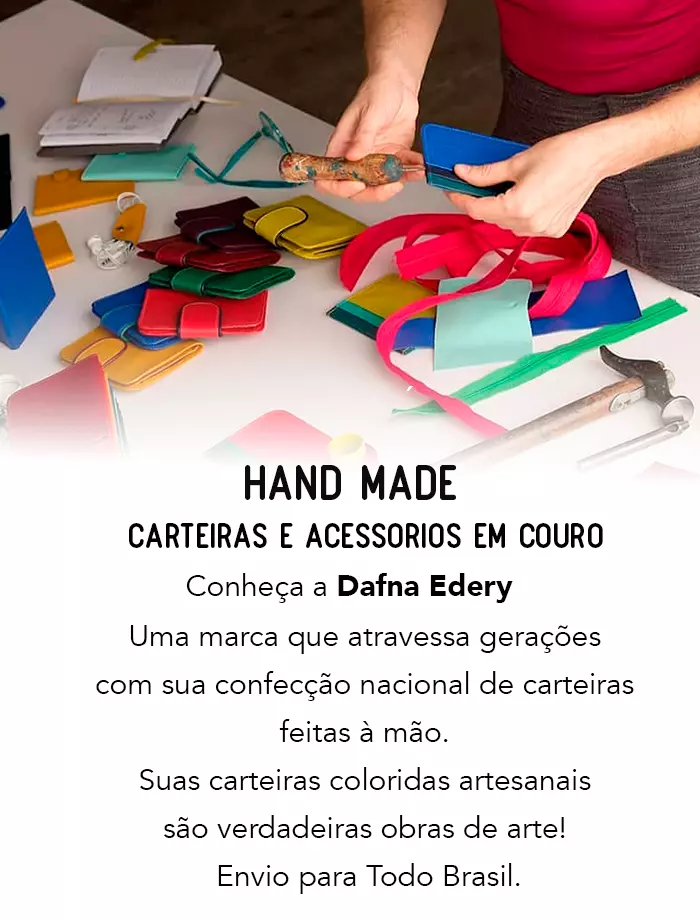 HAND MADE
CARTEIRAS E ACESSORIOS EM COURO
Conheça a Dafna Edery
Uma marca que atravessa gerações
com sua confecção nacional de carteiras
feitas à mão.
Suas carteiras coloridas artesanais
são verdadeiras obras de arte!
Envio para Todo Brasil.